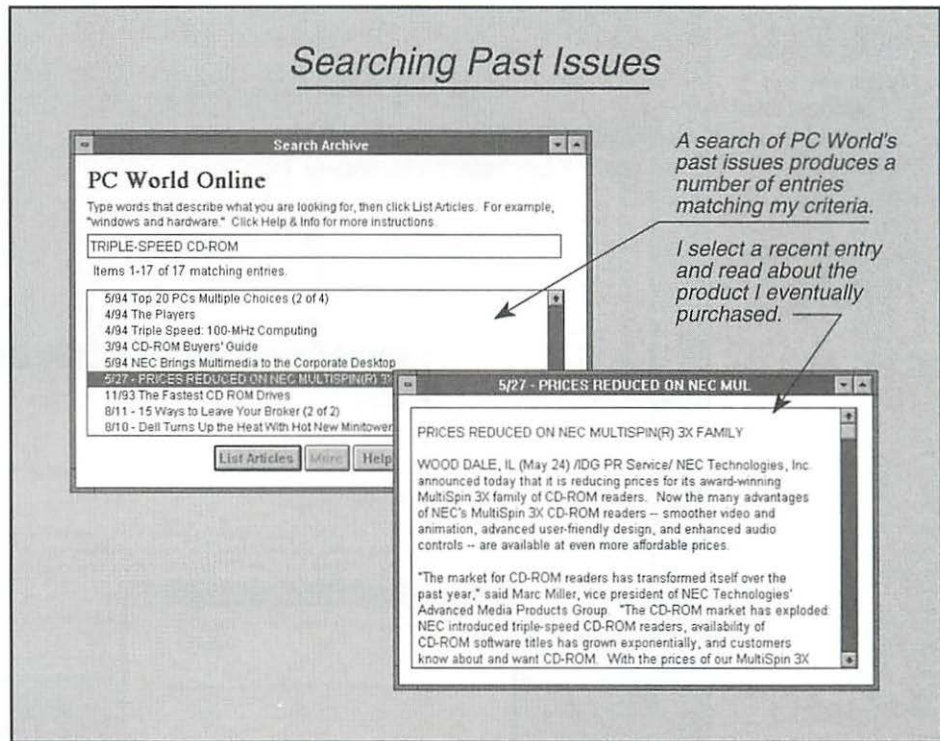 Searching Past Issues
Search Archive
PC World Online
Type words that describe what you are looking for, then click List Articles. For example,
"windows and hardware." Click Help & Info for more instructions.
TRIPLE-SPEED CD-ROM
Items 1-17 of 17 matching entries.
5/94 Top 20 PCs Multiple Choices (2 of 4)
4/94 The Players
4/94 Triple Speed: 100-MHz Computing
3/94 CD-ROM Buyers' Guide
5/94 NEC Brings Multimedia to the Corporate Desktop
5/27 - PRICES REDUCED ON NEC MULTISPIN(R) 3X
11/93 The Fastest CD ROM Drives
8/11 - 15 Ways to Leave Your Broker (2 of 2)
8/10 - Dell Turns Up the Heat With Hot New Minitower
List Articles More Help
A search of PC World's
past issues produces a
number of entries
matching my criteria.
I select a recent entry
and read about the
product I eventually
purchased.
5/27 - PRICES REDUCED ON NEC MUL
PRICES REDUCED ON NEC MULTISPIN(R) 3X FAMILY
WOOD DALE, IL (May 24) /IDG PR Service/ NEC Technologies, Inc.
announced today that it is reducing prices for its award-winning
MultiSpin 3X family of CD-ROM readers. Now the many advantages
of NEC's MultiSpin 3X CD-ROM readers -- smoother video and
animation, advanced user-friendly design, and enhanced audio
controls -- are available at even more affordable prices.
"The market for CD-ROM readers has transformed itself over the
past year," said Marc Miller, vice president of NEC Technologies'
Advanced Media Products Group. "The CD-ROM market has exploded
NEC introduced triple-speed CD-ROM readers, availability of
CD-ROM software titles has grown exponentially, and customers
know about and want CD-ROM. With the prices of our MultiSpin 3X